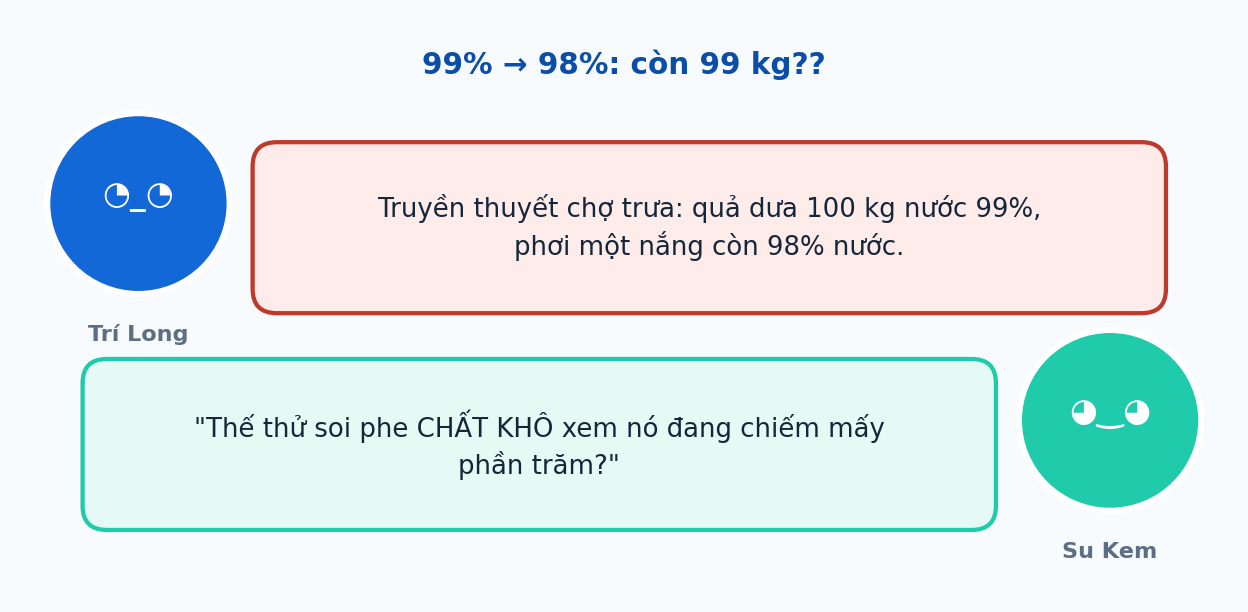 99% → 98%: còn 99 kg??
Truyền thuyết chợ trưa: quả dưa 100 kg nước 99%,
phơi một nắng còn 98% nước.
Trí Long
"Thế thử soi phe CHẤT KHÔ xem nó đang chiếm mấy
phần trăm?"
Su Kem